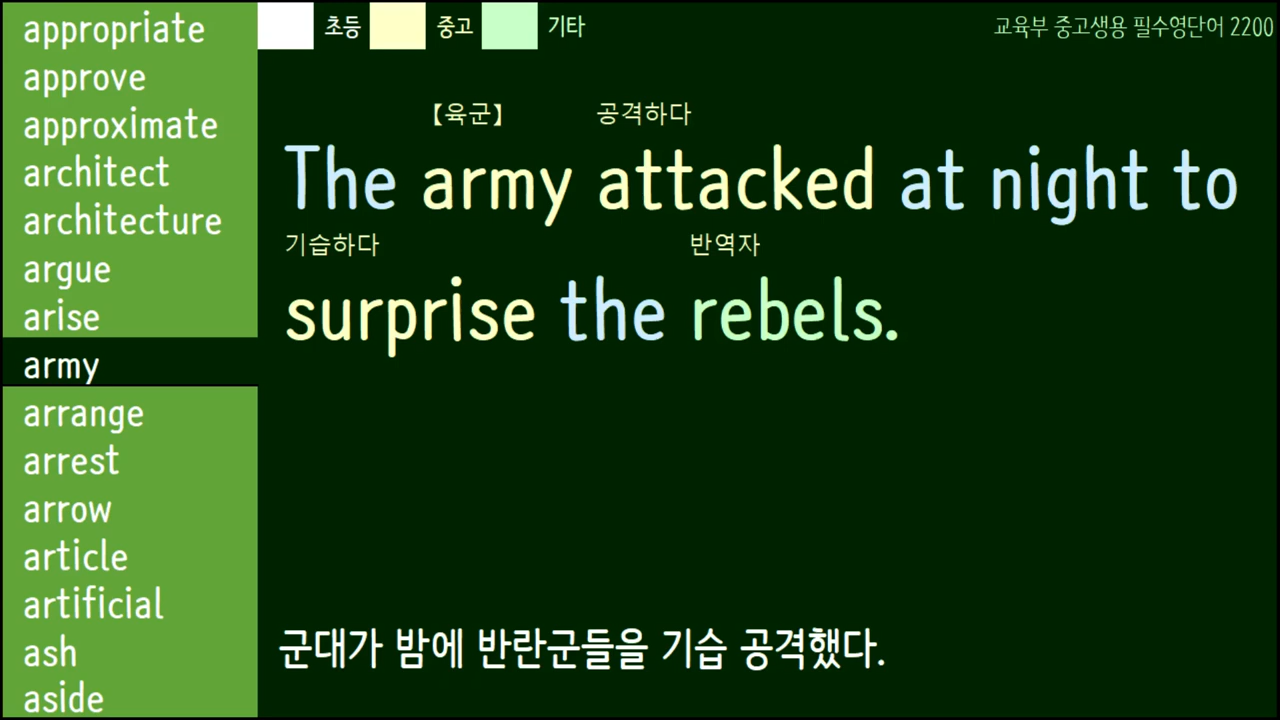 appropriate
approve
approximate
architect
architecture
argue
arise
army
arrange
arrest
arrow
article
artificial
ash
aside
초등 중고 기타
교육부 중고생용 필수영단어 2200
【육군】 공격하다
The army attacked at night to
기습하다 반역자
surprise the rebels.
군대가 밤에 반란군들을 기습 공격했다.